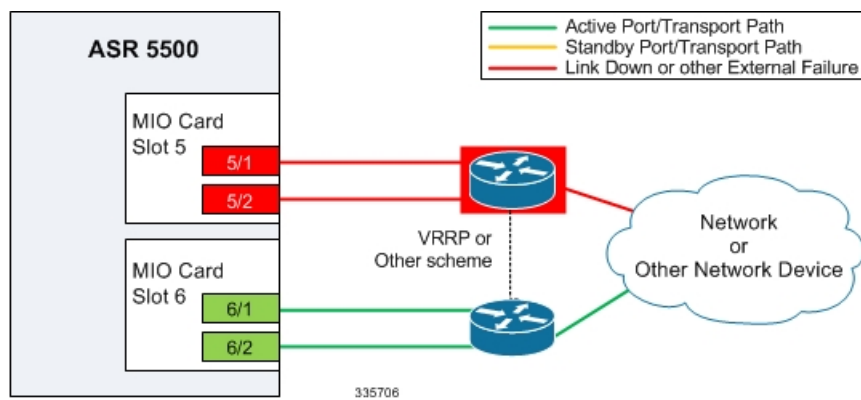 ASR 5500
Active Port/Transport Path
Standby Port/Transport Path
Link Down or other External Failure
MIO Card
Slot 5
5/1
5/2
VRRP or
Other scheme
Network
or
Other Network Device
MIO Card
Slot 6
6/1
6/2
335706